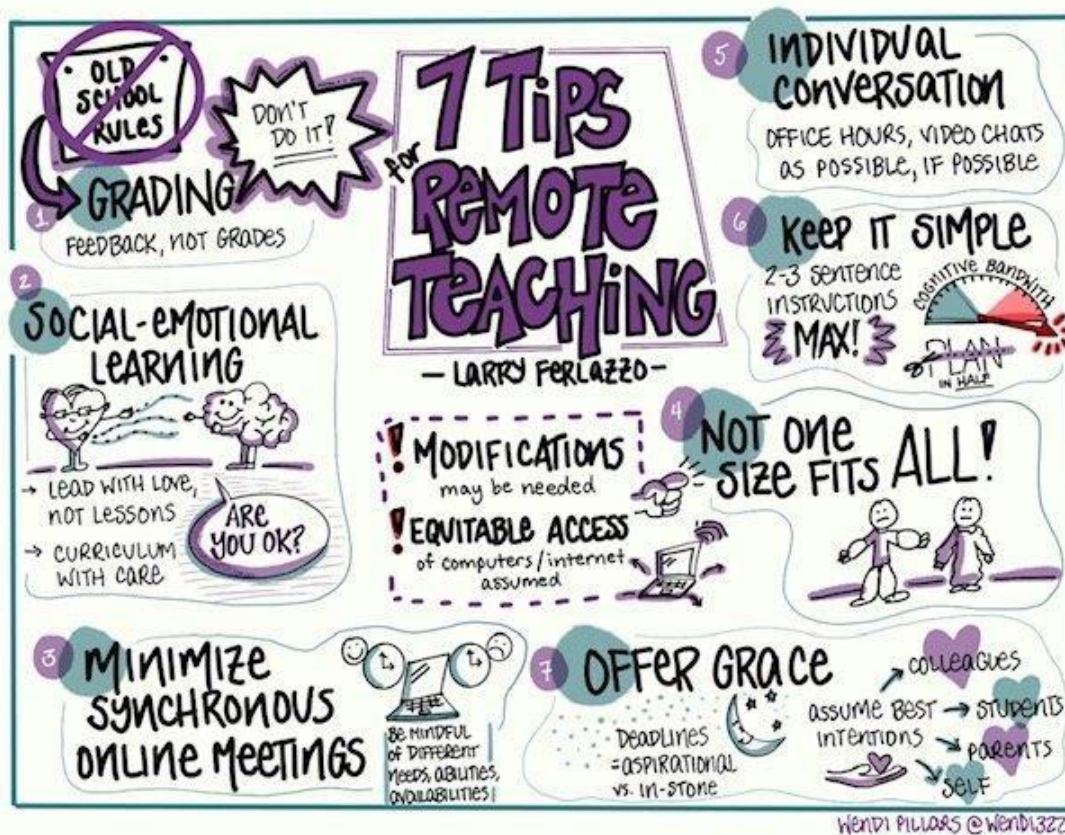 OLD
SCHOOL
RULES
DON'T
DO IT!
1
GRADING
FEEDBACK, NOT GRADES
7 TIPS
for
REMOTE
TEACHING
- LARRY FERLAZZO -
2
SOCIAL-EMOTIONAL
LEARNING
→ LEAD WITH LOVE,
NOT LESSONS
→ CURRICULUM
WITH CARE
ARE
YOU OK?
3
MINIMIZE
SYNCHRONOUS
ONLINE MEETINGS
BE MINDFUL
OF DIFFERENT
NEEDS, ABILITIES,
AVAILABILITIES
! MODIFICATIONS
may be needed
! EQUITABLE ACCESS
of computers/internet
assumed
4
NOT ONE
SIZE FITS ALL!
5
INDIVIDUAL
CONVERSATION
OFFICE HOURS, VIDEO CHATS
AS POSSIBLE, IF POSSIBLE
6
KEEP IT SIMPLE
2-3 SENTENCE
INSTRUCTIONS
MAX!
COGNITIVE BANDWITH
PLAN
IN HALF
7
OFFER GRACE
DEADLINES
=ASPIRATIONAL
VS. IN-STONE
ASSUME BEST
INTENTIONS
→ COLLEAGUES
→ STUDENTS
→ PARENTS
→ SELF
WENDI PILLARS @WENDI322